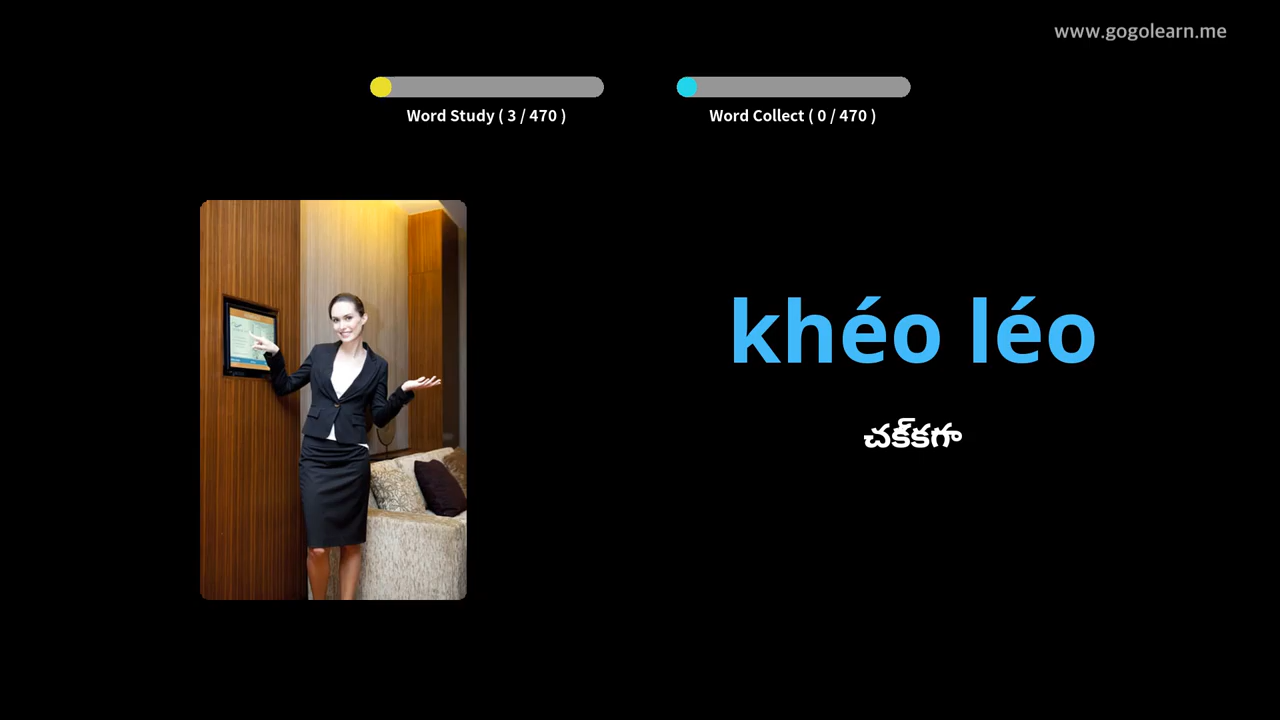 www.gogolearn.me
Word Study ( 3 / 470 )
Word Collect ( 0 / 470 )
khéo léo
చక్కగా